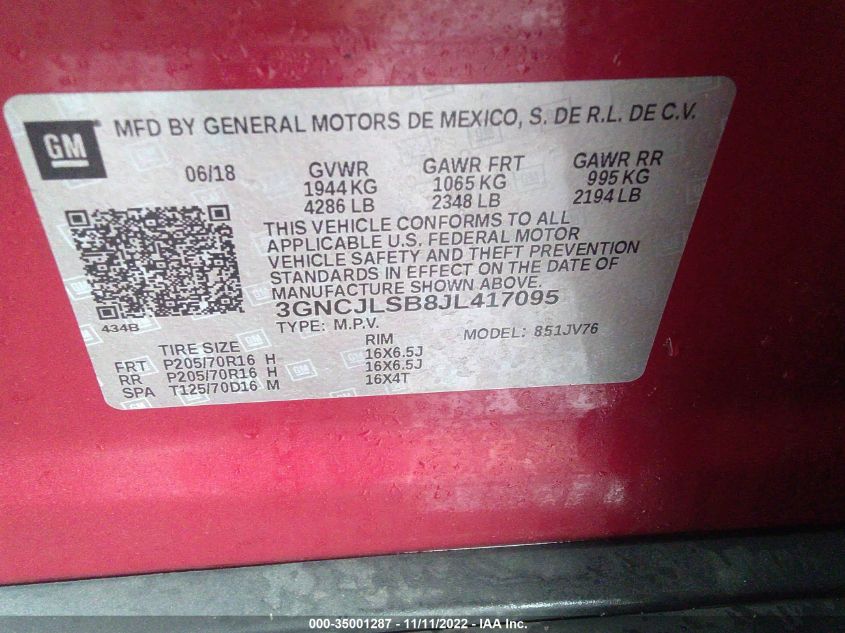 GM
MFD BY GENERAL MOTORS DE MEXICO, S. DE R.L. DE C.V.
06/18 GVWR GAWR FRT GAWR RR
1944 KG 1065 KG 995 KG
4286 LB 2348 LB 2194 LB
THIS VEHICLE CONFORMS TO ALL
APPLICABLE U.S. FEDERAL MOTOR
VEHICLE SAFETY AND THEFT PREVENTION
STANDARDS IN EFFECT ON THE DATE OF
MANUFACTURE SHOWN ABOVE.
3GNCJLSB8JL417095
434B
TYPE: M.P.V. MODEL: 851JV76
TIRE SIZE RIM
FRT P205/70R16 H 16X6.5J
RR P205/70R16 H 16X6.5J
SPA T125/70D16 M 16X4T
000-35001287 - 11/11/2022 - IAA Inc.